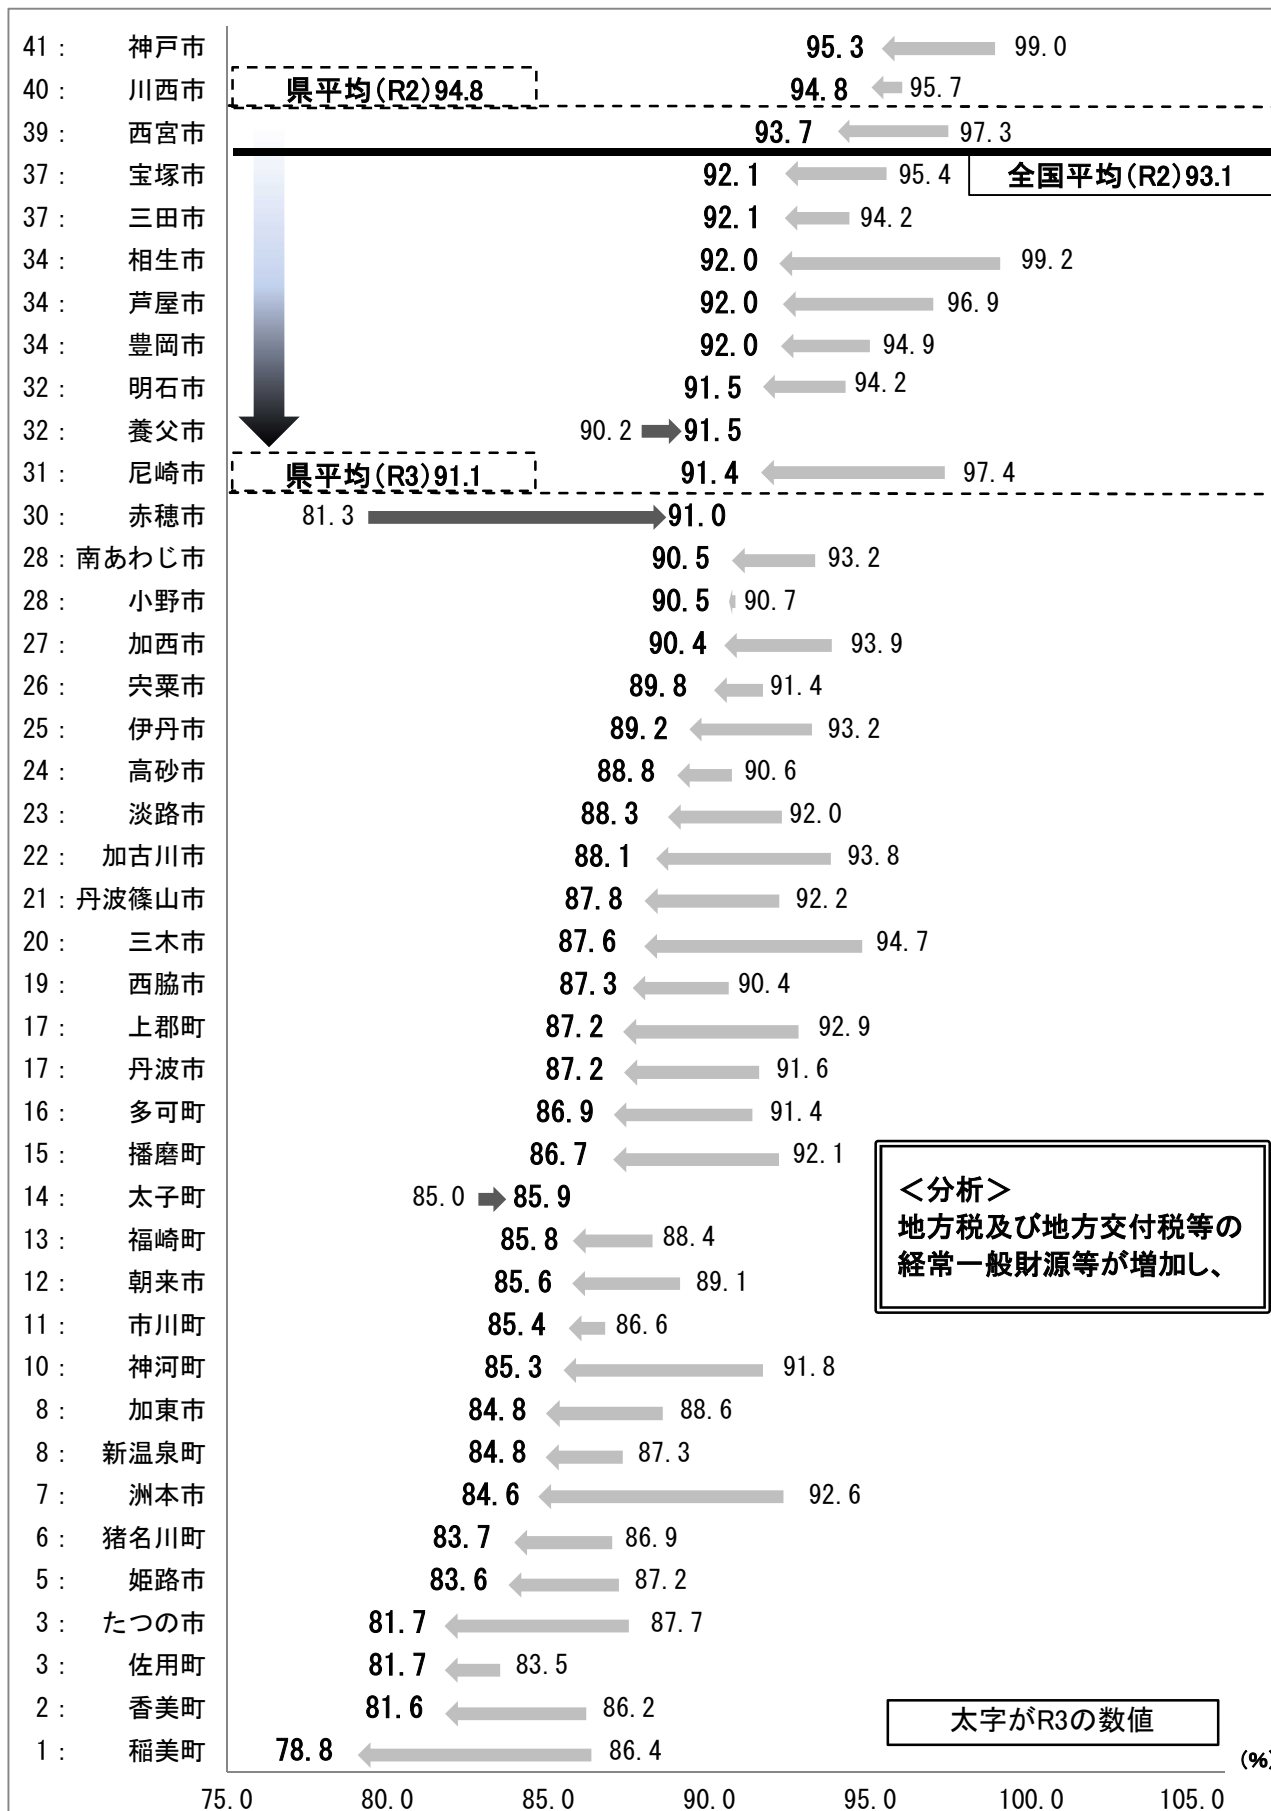 41 : 神戸市 95.3 99.0
40 : 川西市 県平均(R2)94.8 94.8 95.7
39 : 西宮市 93.7 97.3
37 : 宝塚市 92.1 95.4 全国平均(R2)93.1
37 : 三田市 92.1 94.2
34 : 相生市 92.0 99.2
34 : 芦屋市 92.0 96.9
34 : 豊岡市 92.0 94.9
32 : 明石市 91.5 94.2
32 : 養父市 90.2 91.5
31 : 尼崎市 県平均(R3)91.1 91.4 97.4
30 : 赤穂市 81.3 91.0
28 : 南あわじ市 90.5 93.2
28 : 小野市 90.5 90.7
27 : 加西市 90.4 93.9
26 : 宍粟市 89.8 91.4
25 : 伊丹市 89.2 93.2
24 : 高砂市 88.8 90.6
23 : 淡路市 88.3 92.0
22 : 加古川市 88.1 93.8
21 : 丹波篠山市 87.8 92.2
20 : 三木市 87.6 94.7
19 : 西脇市 87.3 90.4
17 : 上郡町 87.2 92.9
17 : 丹波市 87.2 91.6
16 : 多可町 86.9 91.4
15 : 播磨町 86.7 92.1
14 : 太子町 85.0 85.9
13 : 福崎町 85.8 88.4
12 : 朝来市 85.6 89.1
11 : 市川町 85.4 86.6
10 : 神河町 85.3 91.8
8 : 加東市 84.8 88.6
8 : 新温泉町 84.8 87.3
7 : 洲本市 84.6 92.6
6 : 猪名川町 83.7 86.9
5 : 姫路市 83.6 87.2
3 : たつの市 81.7 87.7
3 : 佐用町 81.7 83.5
2 : 香美町 81.6 86.2
1 : 稲美町 78.8 86.4
＜分析＞
地方税及び地方交付税等の
経常一般財源等が増加し、
太字がR3の数値
(%)
75.0 80.0 85.0 90.0 95.0 100.0 105.0